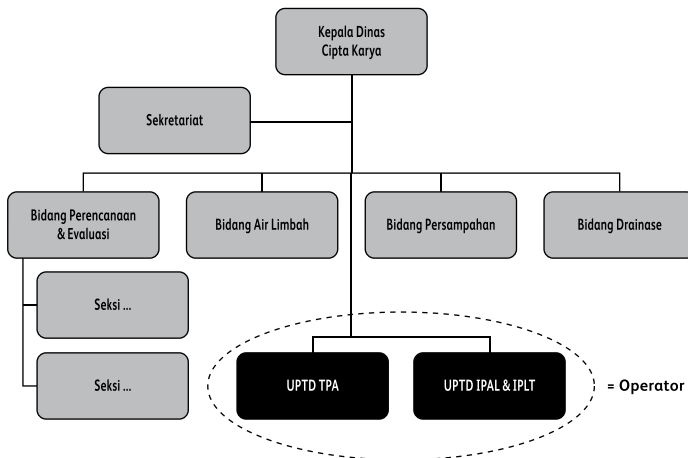 Kepala Dinas
Cipta Karya
Sekretariat
Bidang Perencanaan
& Evaluasi
Bidang Air Limbah
Bidang Persampahan
Bidang Drainase
Seksi ...
Seksi ...
UPTD TPA
UPTD IPAL & IPLT
= Operator